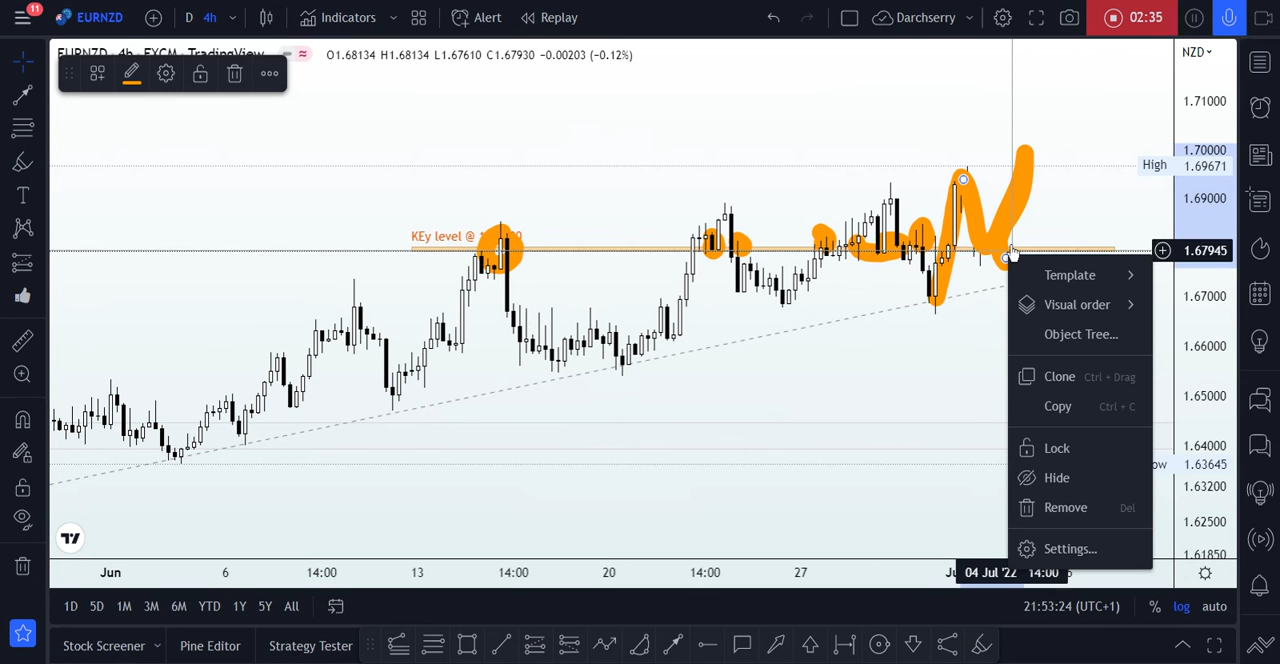 11
EURNZD D 4h Indicators Alert Replay Darchserry 02:35
EURNZD 4h FXCM TradingView O1.68134 H1.68134 L1.67610 C1.67930 −0.00203 (−0.12%)
NZD
1.71000
1.70000
High 1.69671
1.69000
KEy level @
1.67945
1.67000
1.66000
1.65000
1.64000
1.63645
1.63200
1.62500
1.61850
Template
Visual order
Object Tree...
Clone Ctrl + Drag
Copy Ctrl + C
Lock
Hide
Remove Del
Settings...
Jun 6 14:00 13 14:00 20 14:00 27 04 Jul '22 14:00
1D 5D 1M 3M 6M YTD 1Y 5Y All 21:53:24 (UTC+1) % log auto
Stock Screener Pine Editor Strategy Tester